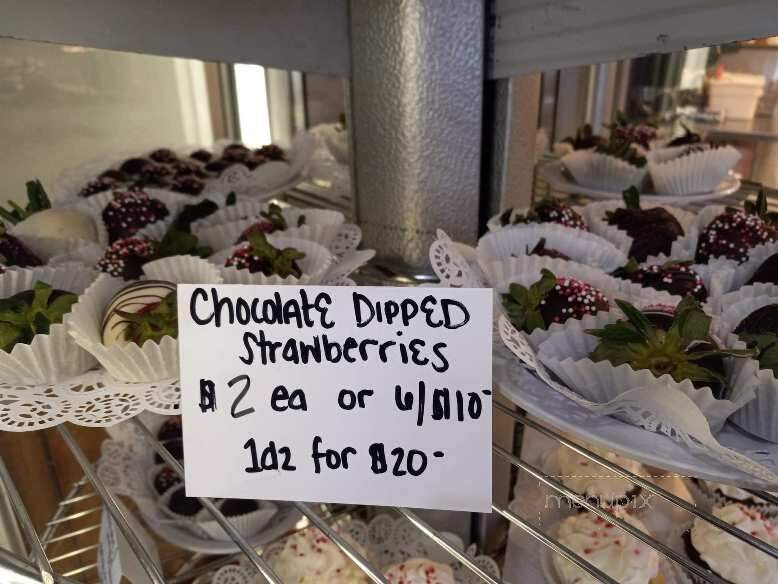 Chocolate Dipped
Strawberries
$2 ea or 6/$10-
1dz for $20-
menupix